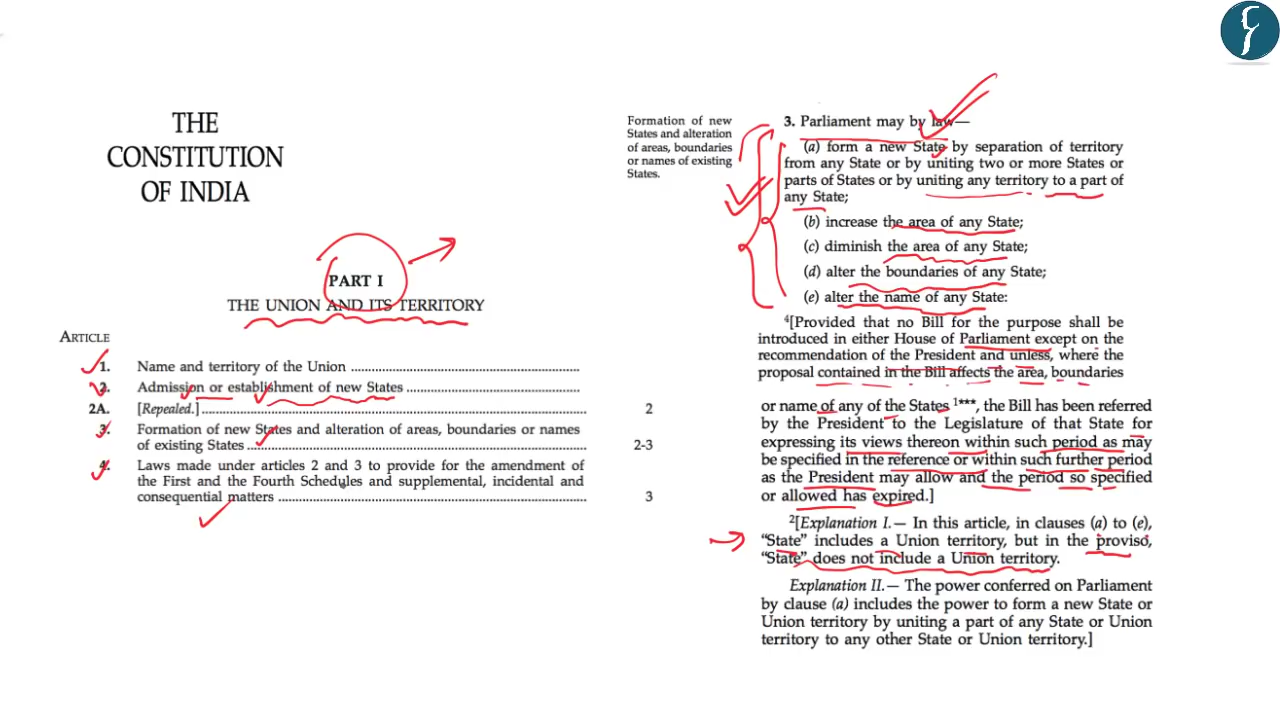 THE
CONSTITUTION
OF INDIA
PART I
THE UNION AND ITS TERRITORY
ARTICLE
1. Name and territory of the Union
2. Admission or establishment of new States
2A. [Repealed.] 2
3. Formation of new States and alteration of areas, boundaries or names
of existing States 2-3
4. Laws made under articles 2 and 3 to provide for the amendment of
the First and the Fourth Schedules and supplemental, incidental and
consequential matters 3
Formation of new
States and alteration
of areas, boundaries
or names of existing
States.
3. Parliament may by law—
(a) form a new State by separation of territory
from any State or by uniting two or more States or
parts of States or by uniting any territory to a part of
any State;
(b) increase the area of any State;
(c) diminish the area of any State;
(d) alter the boundaries of any State;
(e) alter the name of any State:
4[Provided that no Bill for the purpose shall be
introduced in either House of Parliament except on the
recommendation of the President and unless, where the
proposal contained in the Bill affects the area, boundaries
or name of any of the States 1***, the Bill has been referred
by the President to the Legislature of that State for
expressing its views thereon within such period as may
be specified in the reference or within such further period
as the President may allow and the period so specified
or allowed has expired.]
2[Explanation I.— In this article, in clauses (a) to (e),
“State” includes a Union territory, but in the proviso,
“State” does not include a Union territory.
Explanation II.— The power conferred on Parliament
by clause (a) includes the power to form a new State or
Union territory by uniting a part of any State or Union
territory to any other State or Union territory.]